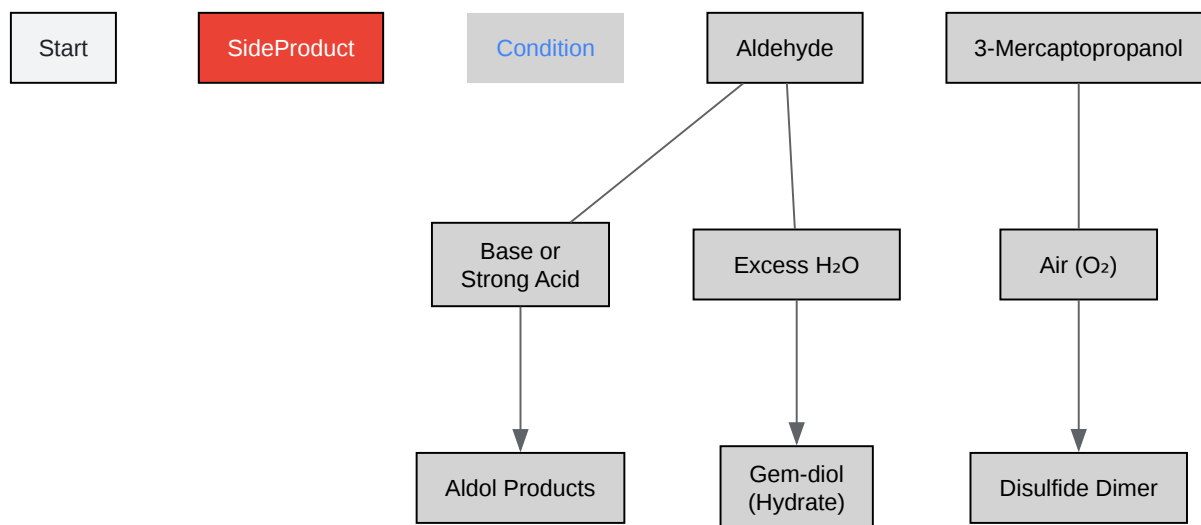 Start
SideProduct
Condition
Aldehyde
3-Mercaptopropanol
Base or
Strong Acid
Excess H₂O
Air (O₂)
Aldol Products
Gem-diol
(Hydrate)
Disulfide Dimer